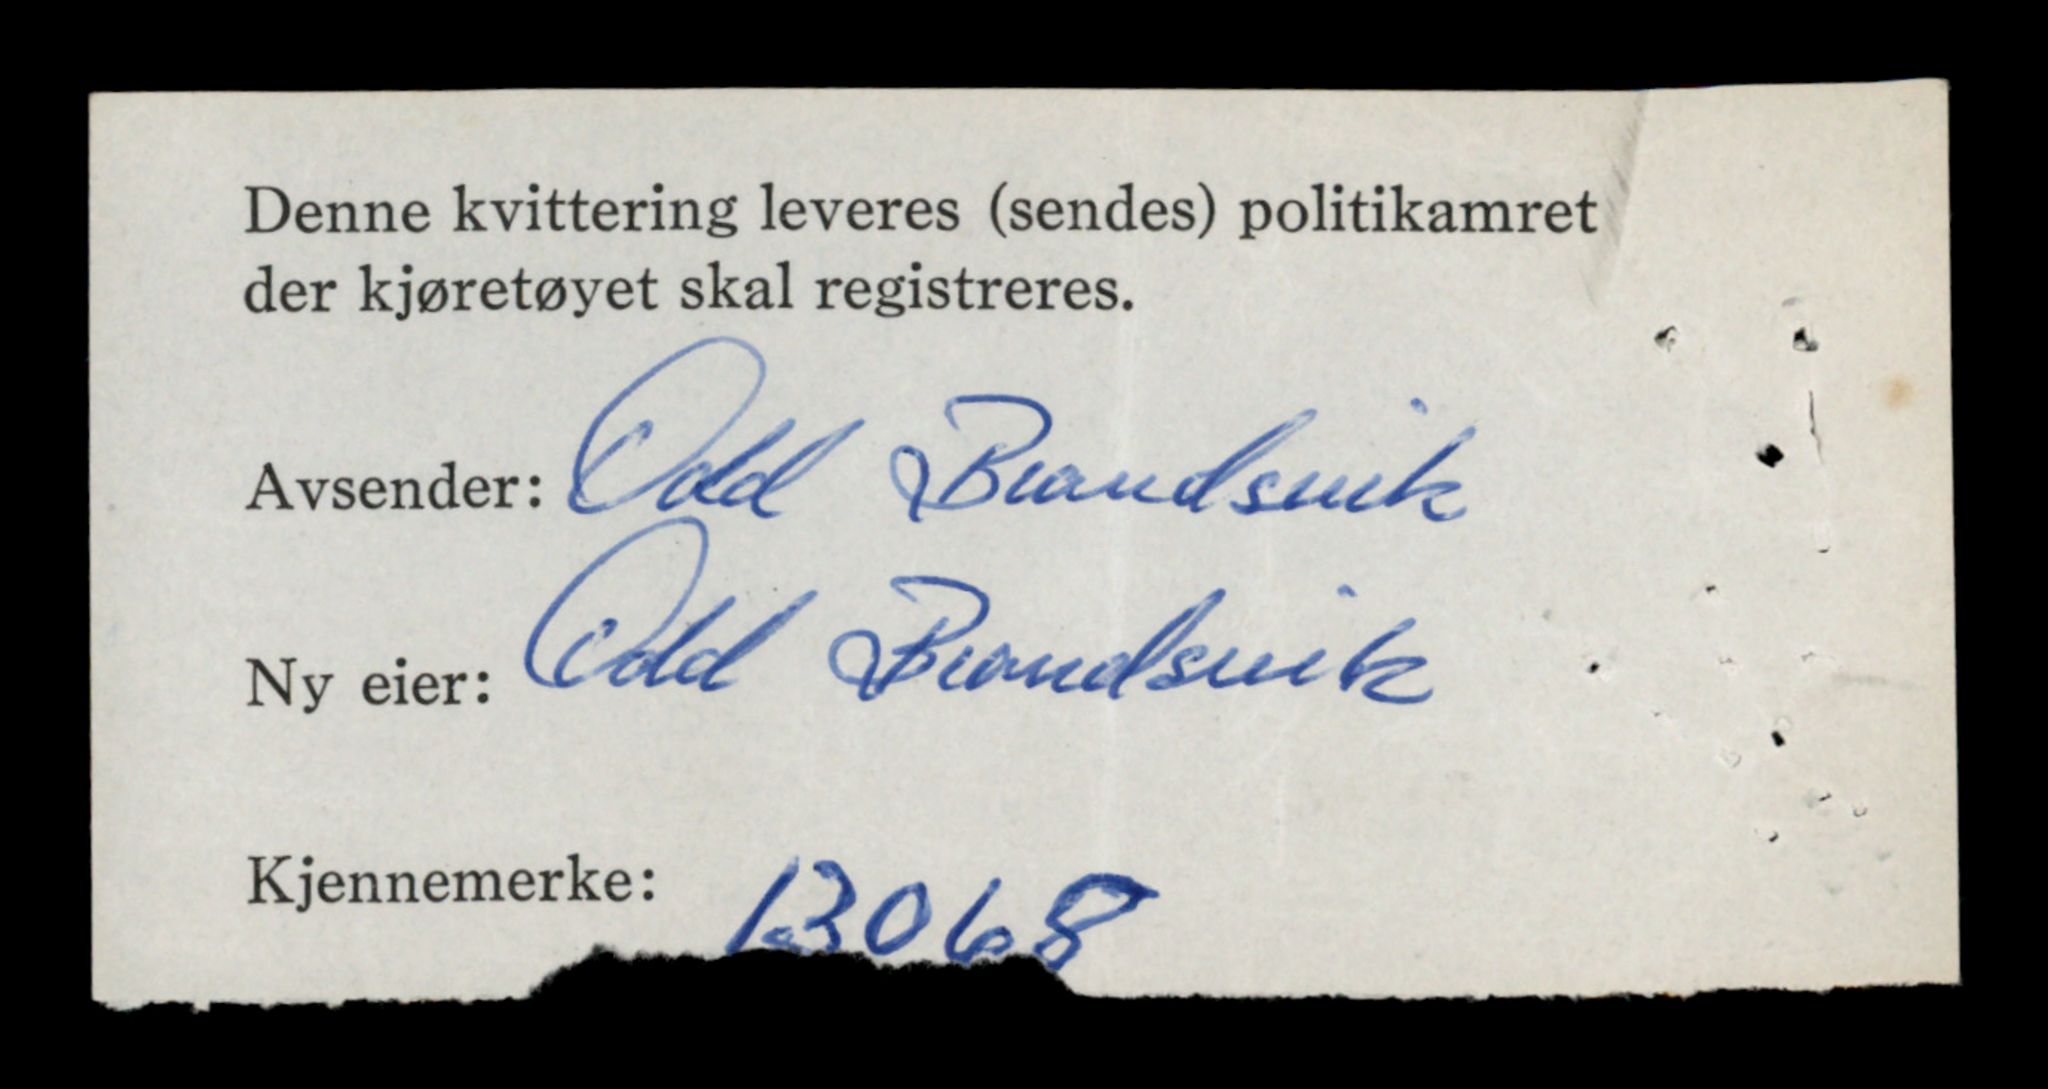 Denne kvittering leveres (sendes) politikamret
der kjøretøyet skal registreres.
Avsender: Odd Brandsvik
Ny eier: Odd Brandsvik
Kjennemerke: 13068